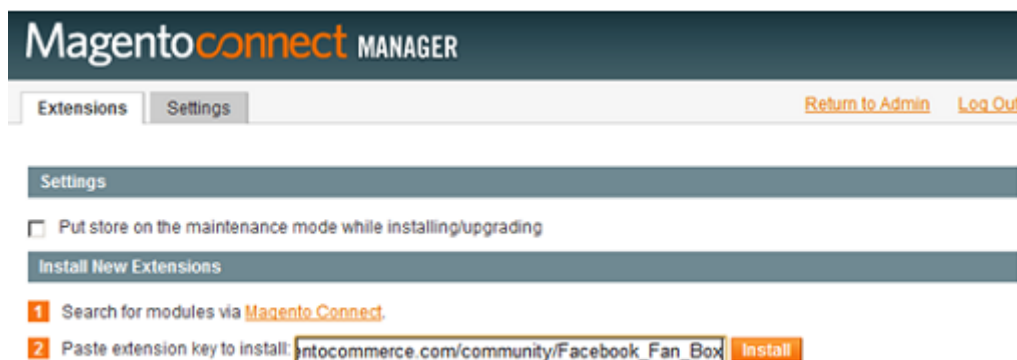 Magentoconnect MANAGER
Extensions Settings Return to Admin Log Out
Settings
Put store on the maintenance mode while installing/upgrading
Install New Extensions
1 Search for modules via Magento Connect.
2 Paste extension key to install: entocommerce.com/community/Facebook_Fan_Box Install